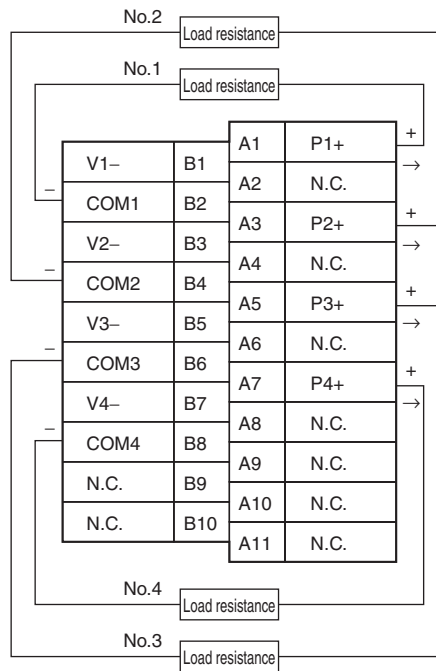 No.2
Load resistance
No.1
Load resistance
A1 P1+ +
V1– B1 →
A2 N.C.
– COM1 B2
A3 P2+ +
V2– B3 →
A4 N.C.
– COM2 B4
A5 P3+ +
V3– B5 →
A6 N.C.
– COM3 B6
A7 P4+ +
V4– B7 →
A8 N.C.
– COM4 B8
A9 N.C.
N.C. B9
A10 N.C.
N.C. B10
A11 N.C.
No.4
Load resistance
No.3
Load resistance